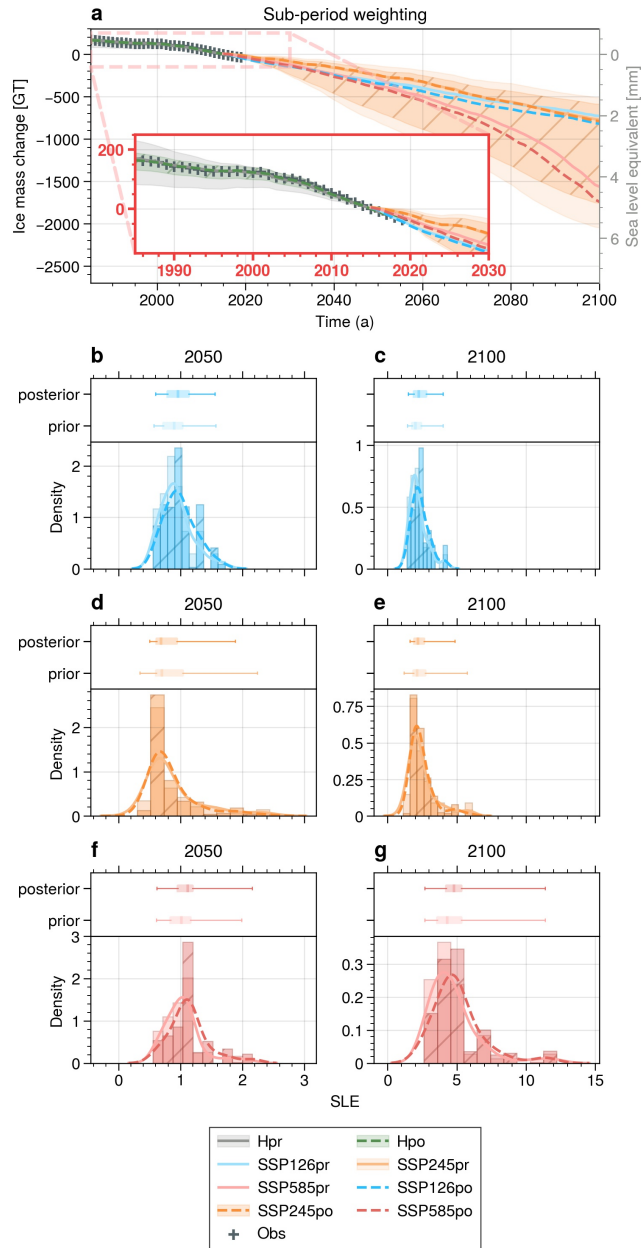 a Sub-period weighting
0
−500
−1000
−1500
−2000
−2500
Ice mass change [GT]
0
2
4
6
Sea level equivalent [mm]
200
0
1990 2000 2010 2020 2030
2000 2020 2040 2060 2080 2100
Time (a)
b 2050 c 2100
posterior
prior
2
1
0
Density
1
0.5
0
d 2050 e 2100
posterior
prior
2
1
0
Density
0.75
0.5
0.25
0
f 2050 g 2100
posterior
prior
3
2
1
0
Density
0.3
0.2
0.1
0
0 1 2 3 0 5 10 15
SLE
Hpr Hpo
SSP126pr SSP245pr
SSP585pr SSP126po
SSP245po SSP585po
Obs